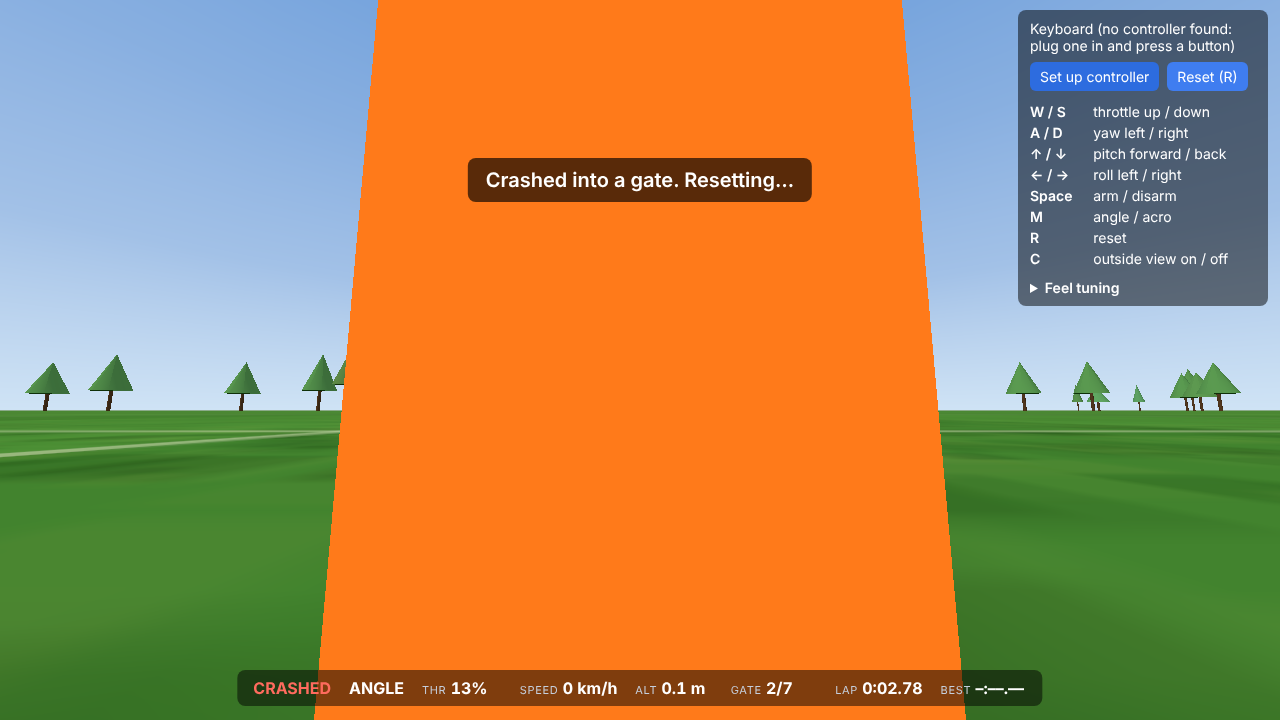 Keyboard (no controller found:
plug one in and press a button)
Set up controller Reset (R)
W / S throttle up / down
A / D yaw left / right
↑ / ↓ pitch forward / back
← / → roll left / right
Space arm / disarm
M angle / acro
R reset
C outside view on / off
▶ Feel tuning
Crashed into a gate. Resetting...
CRASHED ANGLE THR 13% SPEED 0 km/h ALT 0.1 m GATE 2/7 LAP 0:02.78 BEST –:––.––